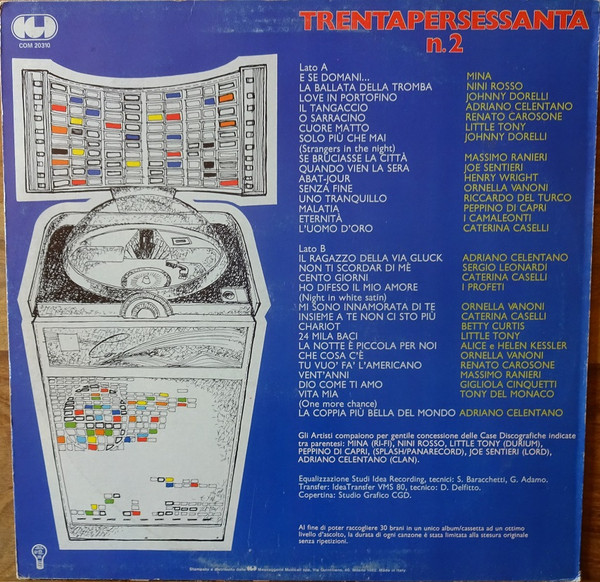 CGD
COM 20310
TRENTAPERSESSANTA
n.2
Lato A
E SE DOMANI... MINA
LA BALLATA DELLA TROMBA NINI ROSSO
LOVE IN PORTOFINO JOHNNY DORELLI
IL TANGACCIO ADRIANO CELENTANO
O SARRACINO RENATO CAROSONE
CUORE MATTO LITTLE TONY
SOLO PIÙ CHE MAI JOHNNY DORELLI
(Strangers in the night)
SE BRUCIASSE LA CITTÀ MASSIMO RANIERI
QUANDO VIEN LA SERA JOE SENTIERI
ABAT-JOUR HENRY WRIGHT
SENZA FINE ORNELLA VANONI
UNO TRANQUILLO RICCARDO DEL TURCO
MALATIA PEPPINO DI CAPRI
ETERNITÀ I CAMALEONTI
L'UOMO D'ORO CATERINA CASELLI
Lato B
IL RAGAZZO DELLA VIA GLUCK ADRIANO CELENTANO
NON TI SCORDAR DI MÈ SERGIO LEONARDI
CENTO GIORNI CATERINA CASELLI
HO DIFESO IL MIO AMORE I PROFETI
(Night in white satin)
MI SONO INNAMORATA DI TE ORNELLA VANONI
INSIEME A TE NON CI STO PIÙ CATERINA CASELLI
CHARIOT BETTY CURTIS
24 MILA BACI LITTLE TONY
LA NOTTE È PICCOLA PER NOI ALICE e HELEN KESSLER
CHE COSA C'È ORNELLA VANONI
TU VUO' FA' L'AMERICANO RENATO CAROSONE
VENT'ANNI MASSIMO RANIERI
DIO COME TI AMO GIGLIOLA CINQUETTI
VITA MIA TONY DEL MONACO
(One more chance)
LA COPPIA PIÙ BELLA DEL MONDO ADRIANO CELENTANO
Gli Artisti compaiono per gentile concessione delle Case Discografiche indicate
tra parentesi: MINA (RI-FI), NINI ROSSO, LITTLE TONY (DURIUM),
PEPPINO DI CAPRI, (SPLASH/PANARECORD), JOE SENTIERI (LORD),
ADRIANO CELENTANO (CLAN).
Equalizzazione Studi Idea Recording, tecnici: S. Baracchetti, G. Adamo.
Transfer: IdeaTransfer VMS 80, tecnico: D. Delfitto.
Copertina: Studio Grafico CGD.
Al fine di poter raccogliere 30 brani in un unico album/cassetta ad un ottimo
livello d'ascolto, la durata di ogni canzone é stata limitata alla stesura originale
senza ripetizioni.
Stampato e distribuito dalla CGD Messaggerie Musicali spa, Made in Italy